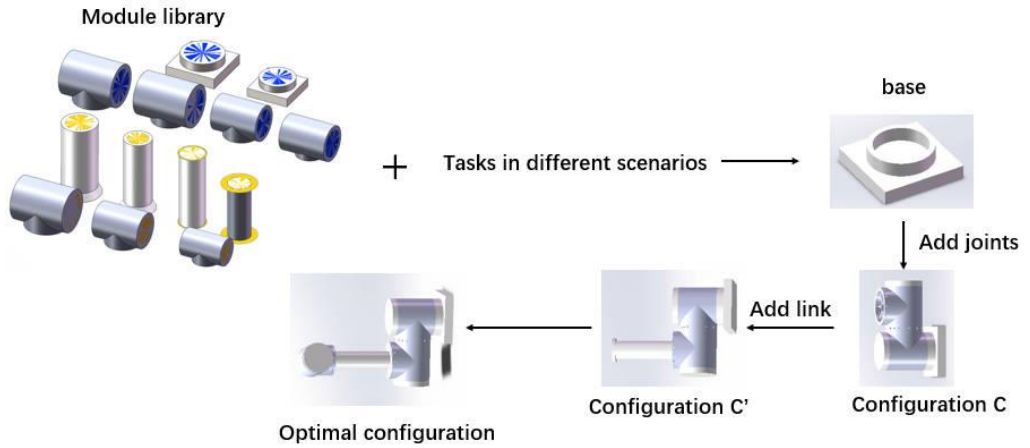 Module library
base
+
Tasks in different scenarios
Add joints
Add link
Optimal configuration
Configuration C’
Configuration C